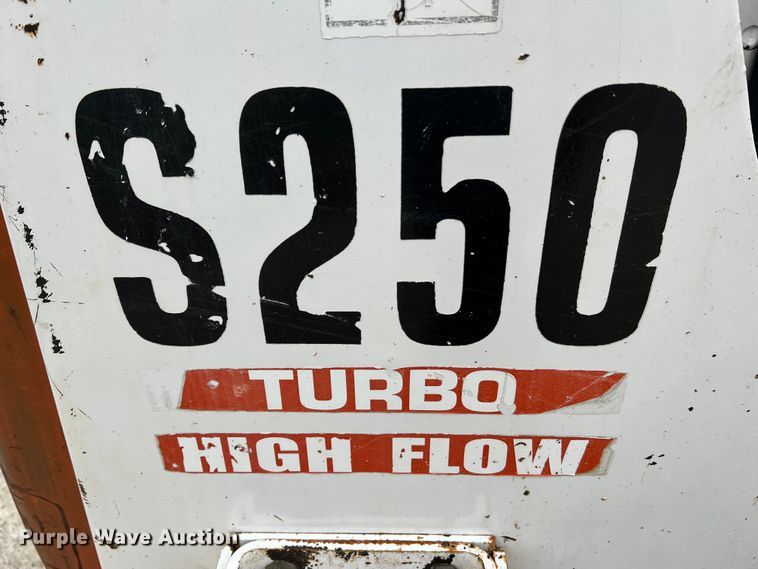 S250
TURBO
HIGH FLOW
Purple Wave Auction